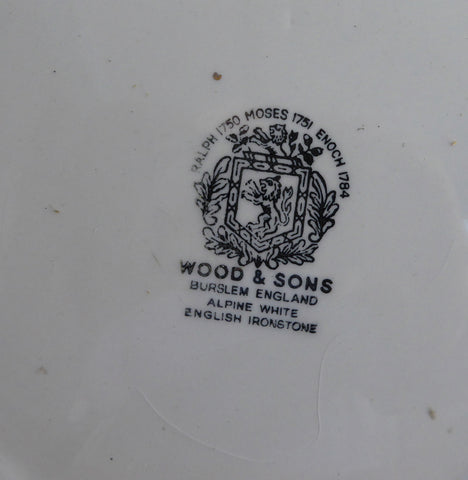 RALPH 1750 MOSES 1751 ENOCH 1784
WOOD & SONS
BURSLEM ENGLAND
ALPINE WHITE
ENGLISH IRONSTONE